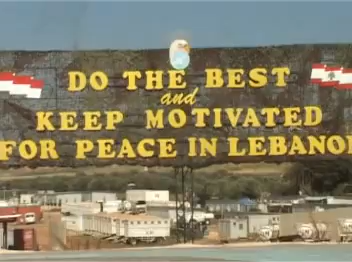 DO THE BEST
and
KEEP MOTIVATED
FOR PEACE IN LEBANON